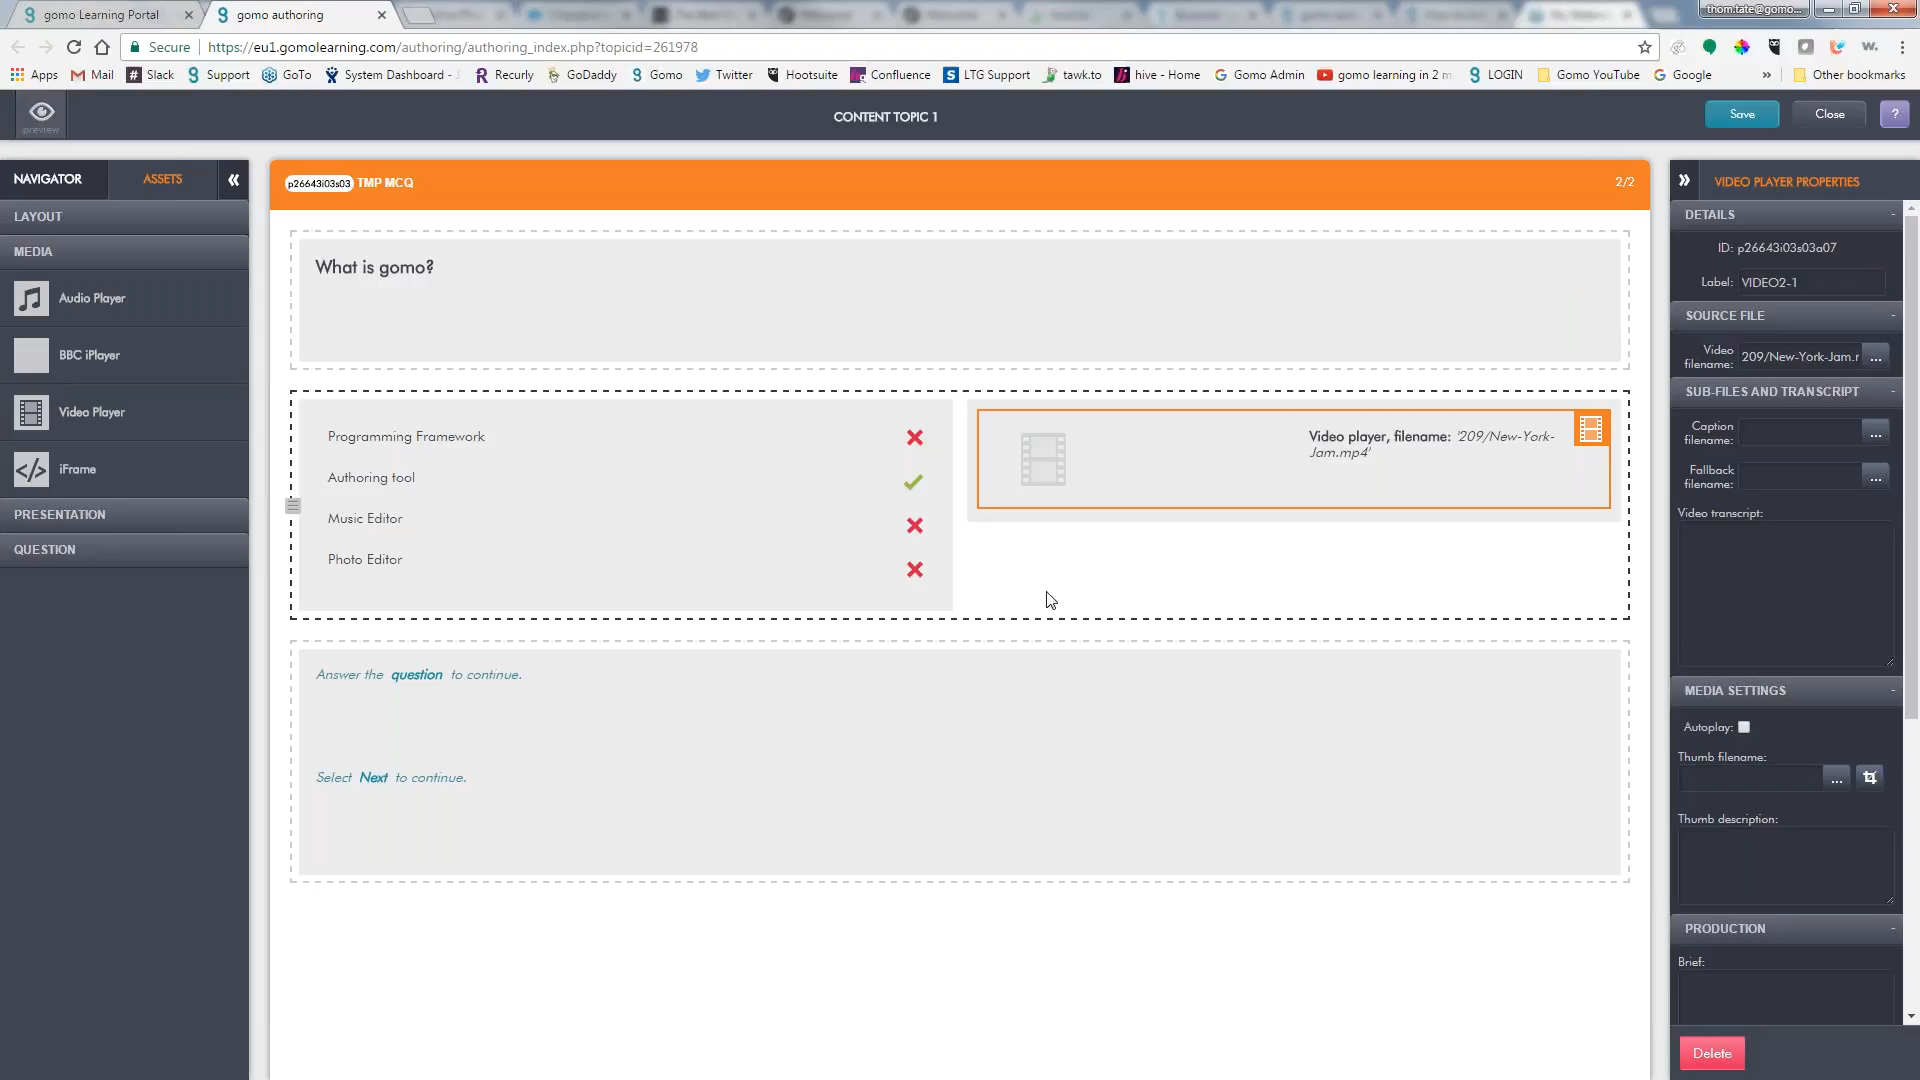 gomo Learning Portal
gomo authoring
thom.tate@gomo...
Secure https://eu1.gomolearning.com/authoring/authoring_index.php?topicid=261978
Apps Mail Slack Support GoTo System Dashboard - Recurly GoDaddy Gomo Twitter Hootsuite Confluence LTG Support tawk.to hive - Home Gomo Admin gomo learning in 2 m LOGIN Gomo YouTube Google » Other bookmarks
preview
CONTENT TOPIC 1
Save
Close
?
NAVIGATOR
ASSETS
LAYOUT
MEDIA
Audio Player
BBC iPlayer
Video Player
iFrame
PRESENTATION
QUESTION
p26643i03s03 TMP MCQ
2/2
What is gomo?
Programming Framework
Authoring tool
Music Editor
Photo Editor
Video player, filename: '209/New-York-
Jam.mp4'
Answer the question to continue.
Select Next to continue.
VIDEO PLAYER PROPERTIES
DETAILS
ID: p26643i03s03a07
Label: VIDEO2-1
SOURCE FILE
Video
filename: 209/New-York-Jam.r ...
SUB-FILES AND TRANSCRIPT
Caption
filename: ...
Fallback
filename: ...
Video transcript:
MEDIA SETTINGS
Autoplay:
Thumb filename:
...
Thumb description:
PRODUCTION
Brief:
Delete